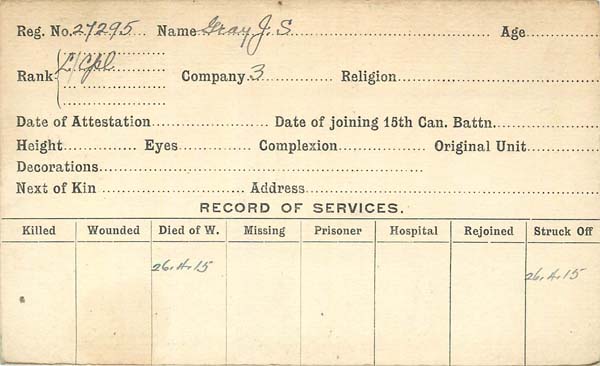 Reg. No. 27295 Name Gray J. S. Age
Rank L/Cpl. Company. 3 Religion
Date of Attestation Date of joining 15th Can. Battn.
Height Eyes Complexion Original Unit
Decorations
Next of Kin Address
RECORD OF SERVICES.
Killed Wounded Died of W. Missing Prisoner Hospital Rejoined Struck Off
26.4.15 26.4.15